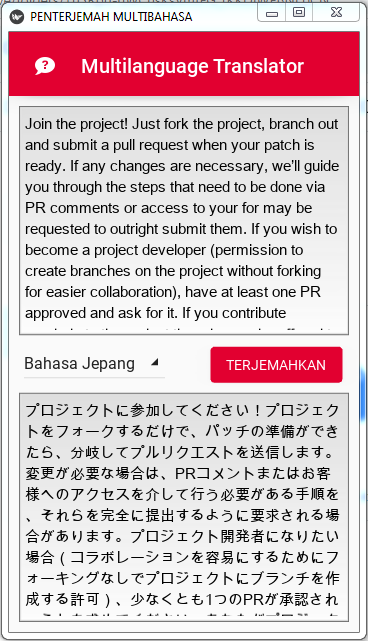 PENTERJEMAH MULTIBAHASA
Multilanguage Translator
Join the project! Just fork the project, branch out
and submit a pull request when your patch is
ready. If any changes are necessary, we'll guide
you through the steps that need to be done via
PR comments or access to your for may be
requested to outright submit them. If you wish to
become a project developer (permission to
create branches on the project without forking
for easier collaboration), have at least one PR
approved and ask for it. If you contribute
Bahasa Jepang
TERJEMAHKAN
プロジェクトに参加してください！プロジェク
トをフォークするだけで、パッチの準備ができ
たら、分岐してプルリクエストを送信します。
変更が必要な場合は、PRコメントまたはお客
様へのアクセスを介して行う必要がある手順を
、それらを完全に提出するように要求される場
合があります。プロジェクト開発者になりたい
場合（コラボレーションを容易にするためにフ
ォーキングなしでプロジェクトにブランチを作
成する許可）、少なくとも1つのPRが承認され